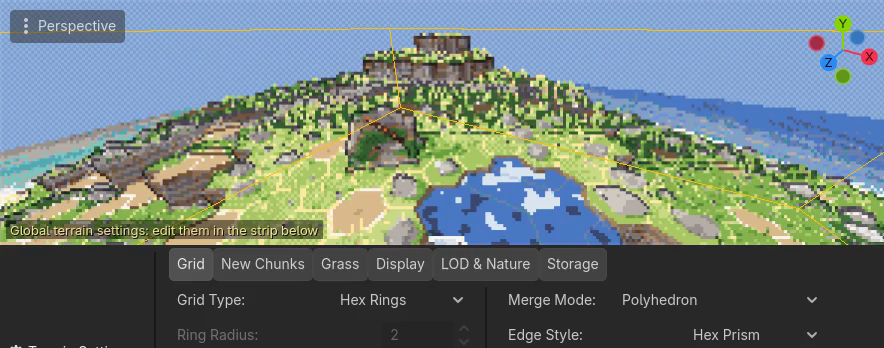 Perspective
Y
X
Z
Global terrain settings: edit them in the strip below
Grid New Chunks Grass Display LOD & Nature Storage
Grid Type: Hex Rings Merge Mode: Polyhedron
Ring Radius: 2 Edge Style: Hex Prism